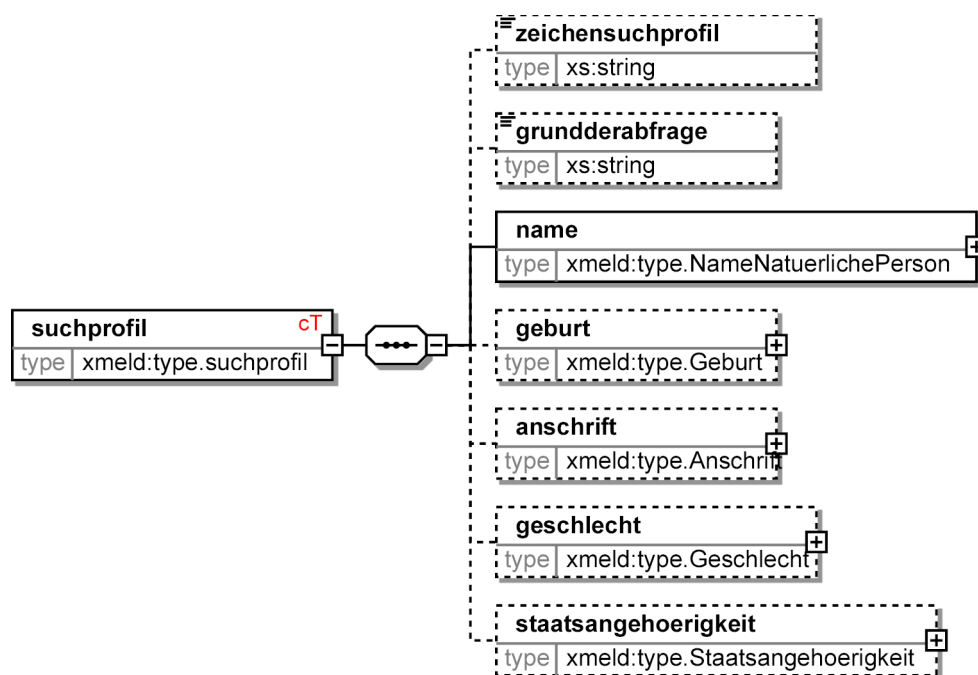 zeichensuchprofil
type xs:string
grundderabfrage
type xs:string
name
type xmeld:type.NameNatuerlichePerson
suchprofil cT
type xmeld:type.suchprofil
geburt
type xmeld:type.Geburt
anschrift
type xmeld:type.Anschrift
geschlecht
type xmeld:type.Geschlecht
staatsangehoerigkeit
type xmeld:type.Staatsangehoerigkeit